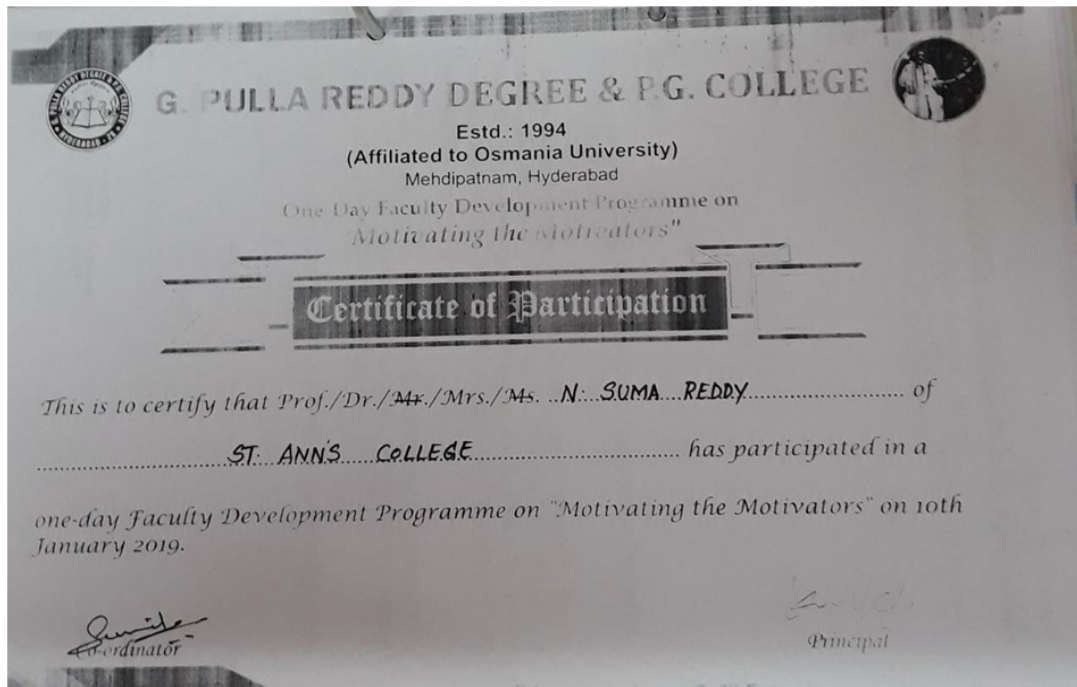 G. PULLA REDDY DEGREE & P.G. COLLEGE
Estd.: 1994
(Affiliated to Osmania University)
Mehdipatnam, Hyderabad
One Day Faculty Development Programme on
"Motivating the Motivators"
Certificate of Participation
This is to certify that Prof./Dr./Mr./Mrs./Ms. N. SUMA REDDY of
ST. ANN'S COLLEGE has participated in a
one-day Faculty Development Programme on "Motivating the Motivators" on 10th
January 2019.
Co-ordinator
Principal